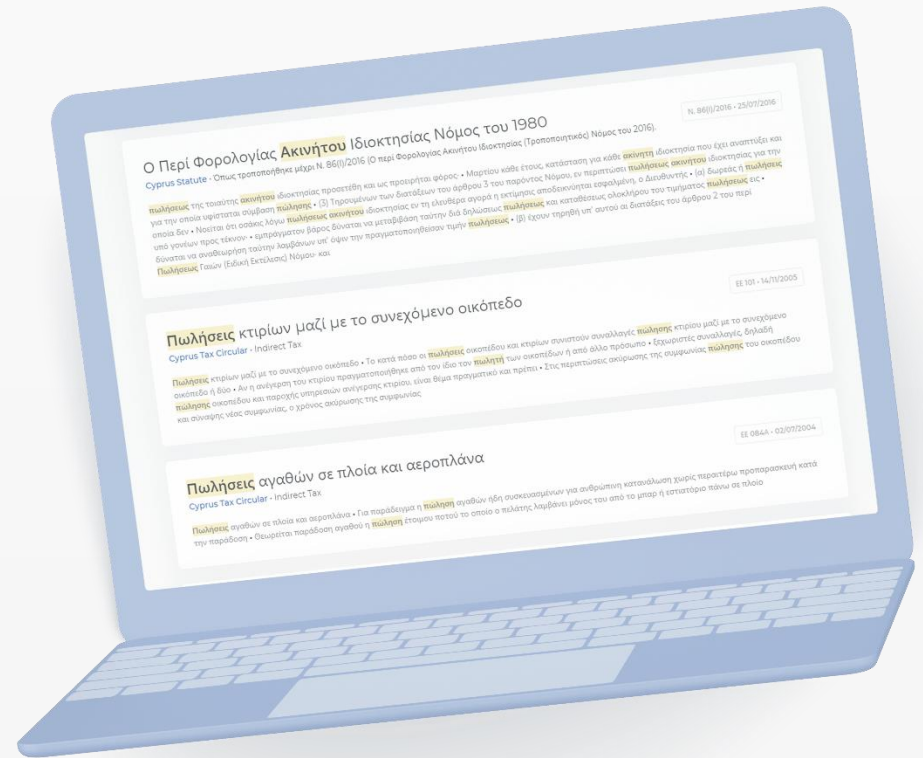 Ο Περί Φορολογίας Ακινήτου Ιδιοκτησίας Νόμος του 1980
Ν. 86(I)/2016 - 25/07/2016
Cyprus Statute - Όπως τροποποιήθηκε μέχρι Ν. 86(I)/2016 (Ο περί Φορολογίας Ακινήτου Ιδιοκτησίας (Τροποποιητικός) Νόμος του 2016).
πωλήσεως της τοιαύτης ακινήτου ιδιοκτησίας προσετέθη και ως προείρηται φόρος· • Μαρτίου κάθε έτους, κατάσταση για κάθε ακίνητη ιδιοκτησία που έχει αναπτύξει και
για την οποία υφίσταται σύμβαση πώλησης • (3) Τηρουμένων των διατάξεων του άρθρου 3 του παρόντος Νόμου, εν περιπτώσει πωλήσεως ακινήτου ιδιοκτησίας για την
οποία δεν • Νοείται ότι οσάκις λόγω πωλήσεως ακινήτου ιδιοκτησίας εν τη ελευθέρα αγορά η εκτίμησις αποδεικνύεται εσφαλμένη, ο Διευθυντής • (α) δωρεάς ή πωλήσεις
υπό γονέων προς τέκνον· • εμπράγματον βάρος δύναται να μεταβιβάση ταύτην διά δηλώσεως πωλήσεως και καταθέσεως ολοκλήρου του τιμήματος πωλήσεως εις •
δύναται να αναθεωρήση ταύτην λαμβάνων υπ' όψιν την πραγματοποιηθείσαν τιμήν πωλήσεως • (β) έχουν τηρηθή υπ' αυτού αι διατάξεις του άρθρου 2 του περί
Πωλήσεως Γαιών (Ειδική Εκτέλεσις) Νόμου· και
Πωλήσεις κτιρίων μαζί με το συνεχόμενο οικόπεδο
ΕΕ 101 - 14/11/2005
Cyprus Tax Circular - Indirect Tax
Πωλήσεις κτιρίων μαζί με το συνεχόμενο οικόπεδο • Το κατά πόσο οι πωλήσεις οικοπέδου και κτιρίων συνιστούν συναλλαγές πώλησης κτιρίου μαζί με το συνεχόμενο
οικόπεδο ή δύο • Αν η ανέγερση του κτιρίου πραγματοποιήθηκε από τον ίδιο τον πωλητή των οικοπέδων ή από άλλο πρόσωπο • ξεχωριστές συναλλαγές, δηλαδή
πώλησης οικοπέδου και παροχής υπηρεσιών ανέγερσης κτιρίου, είναι θέμα πραγματικό και πρέπει • Στις περιπτώσεις ακύρωσης της συμφωνίας πώλησης του οικοπέδου
και σύναψης νέας συμφωνίας, ο χρόνος ακύρωσης της συμφωνίας
Πωλήσεις αγαθών σε πλοία και αεροπλάνα
ΕΕ 084Α - 02/07/2004
Cyprus Tax Circular - Indirect Tax
Πωλήσεις αγαθών σε πλοία και αεροπλάνα • Για παράδειγμα η πώληση αγαθών ήδη συσκευασμένων για ανθρώπινη κατανάλωση χωρίς περαιτέρω προπαρασκευή κατά
την παράδοση • Θεωρείται παράδοση αγαθού η πώληση έτοιμου ποτού το οποίο ο πελάτης λαμβάνει μόνος του από το μπαρ ή εστιατόριο πάνω σε πλοίο